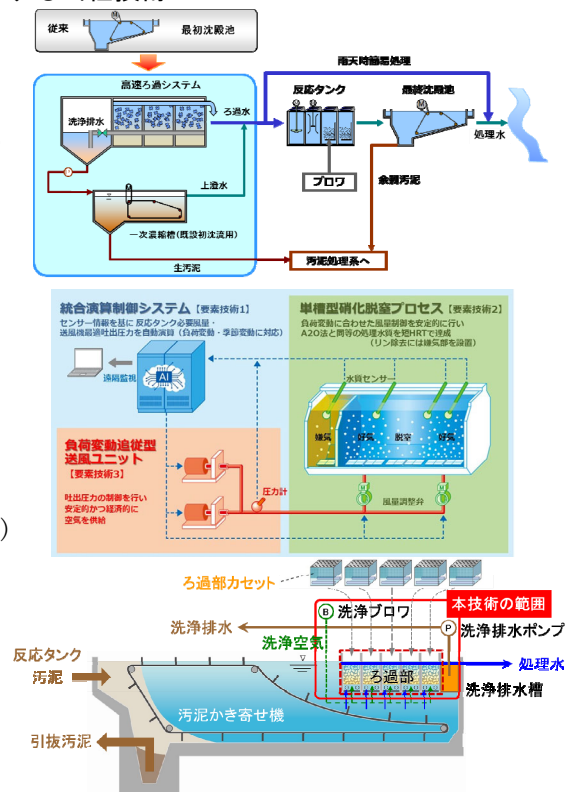 従来
最初沈殿池
高速ろ過システム
雨天時簡易処理
洗浄排水
ろ過水
反応タンク
最終沈殿池
M
処理水
上澄水
ブロワ
余剰汚泥
一次濃縮槽(既設初沈流用)
生汚泥
汚泥処理系へ
統合演算制御システム【要素技術1】
センサー情報を基に 反応タンク必要風量・
送風機最適吐出圧力を自動演算(負荷変動・季節変動に対応)
AI
遠隔監視
単槽型硝化脱窒プロセス【要素技術2】
負荷変動に合わせた風量制御を安定的に行い
A2O法と同等の処理水質を短HRTで達成
(リン除去には嫌気部を設置)
水質センサー
嫌気
好気
脱窒
好気
M
M
風量調整弁
負荷変動追従型
送風ユニット
【要素技術3】
吐出圧力の制御を行い
安定的かつ経済的に
空気を供給
圧力計
)
ろ過部カセット
本技術の範囲
B
洗浄ブロワ
洗浄排水
P
洗浄排水ポンプ
洗浄空気
反応タンク
汚泥
処理水
ろ過部
洗浄排水槽
汚泥かき寄せ機
引抜汚泥